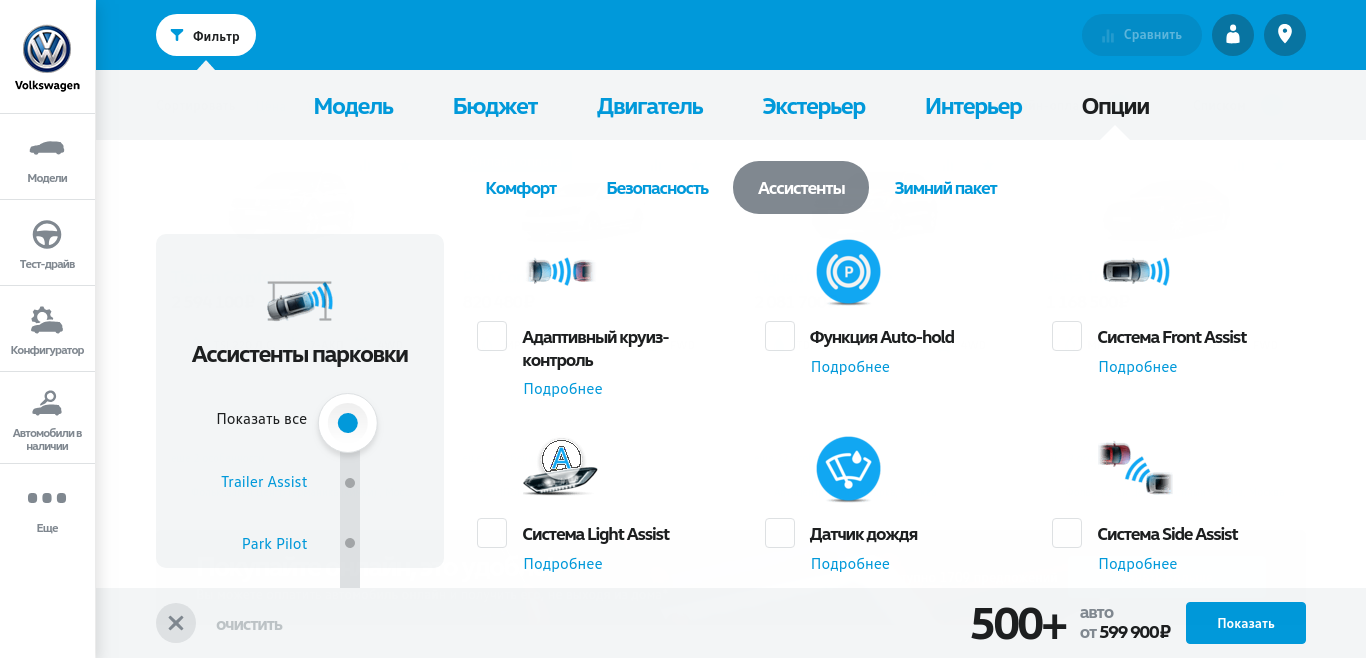 Volkswagen
Модели
Тест-драйв
Конфигуратор
Автомобили в
наличии
Еще
Фильтр
Сравнить
Модель
Бюджет
Двигатель
Экстерьер
Интерьер
Опции
Комфорт
Безопасность
Ассистенты
Зимний пакет
Ассистенты парковки
Показать все
Trailer Assist
Park Pilot
Адаптивный круиз-
контроль
Подробнее
P
Функция Auto-hold
Подробнее
Система Front Assist
Подробнее
A
Система Light Assist
Подробнее
Датчик дождя
Подробнее
Система Side Assist
Подробнее
очистить
500+
авто
от 599 900₽
Показать